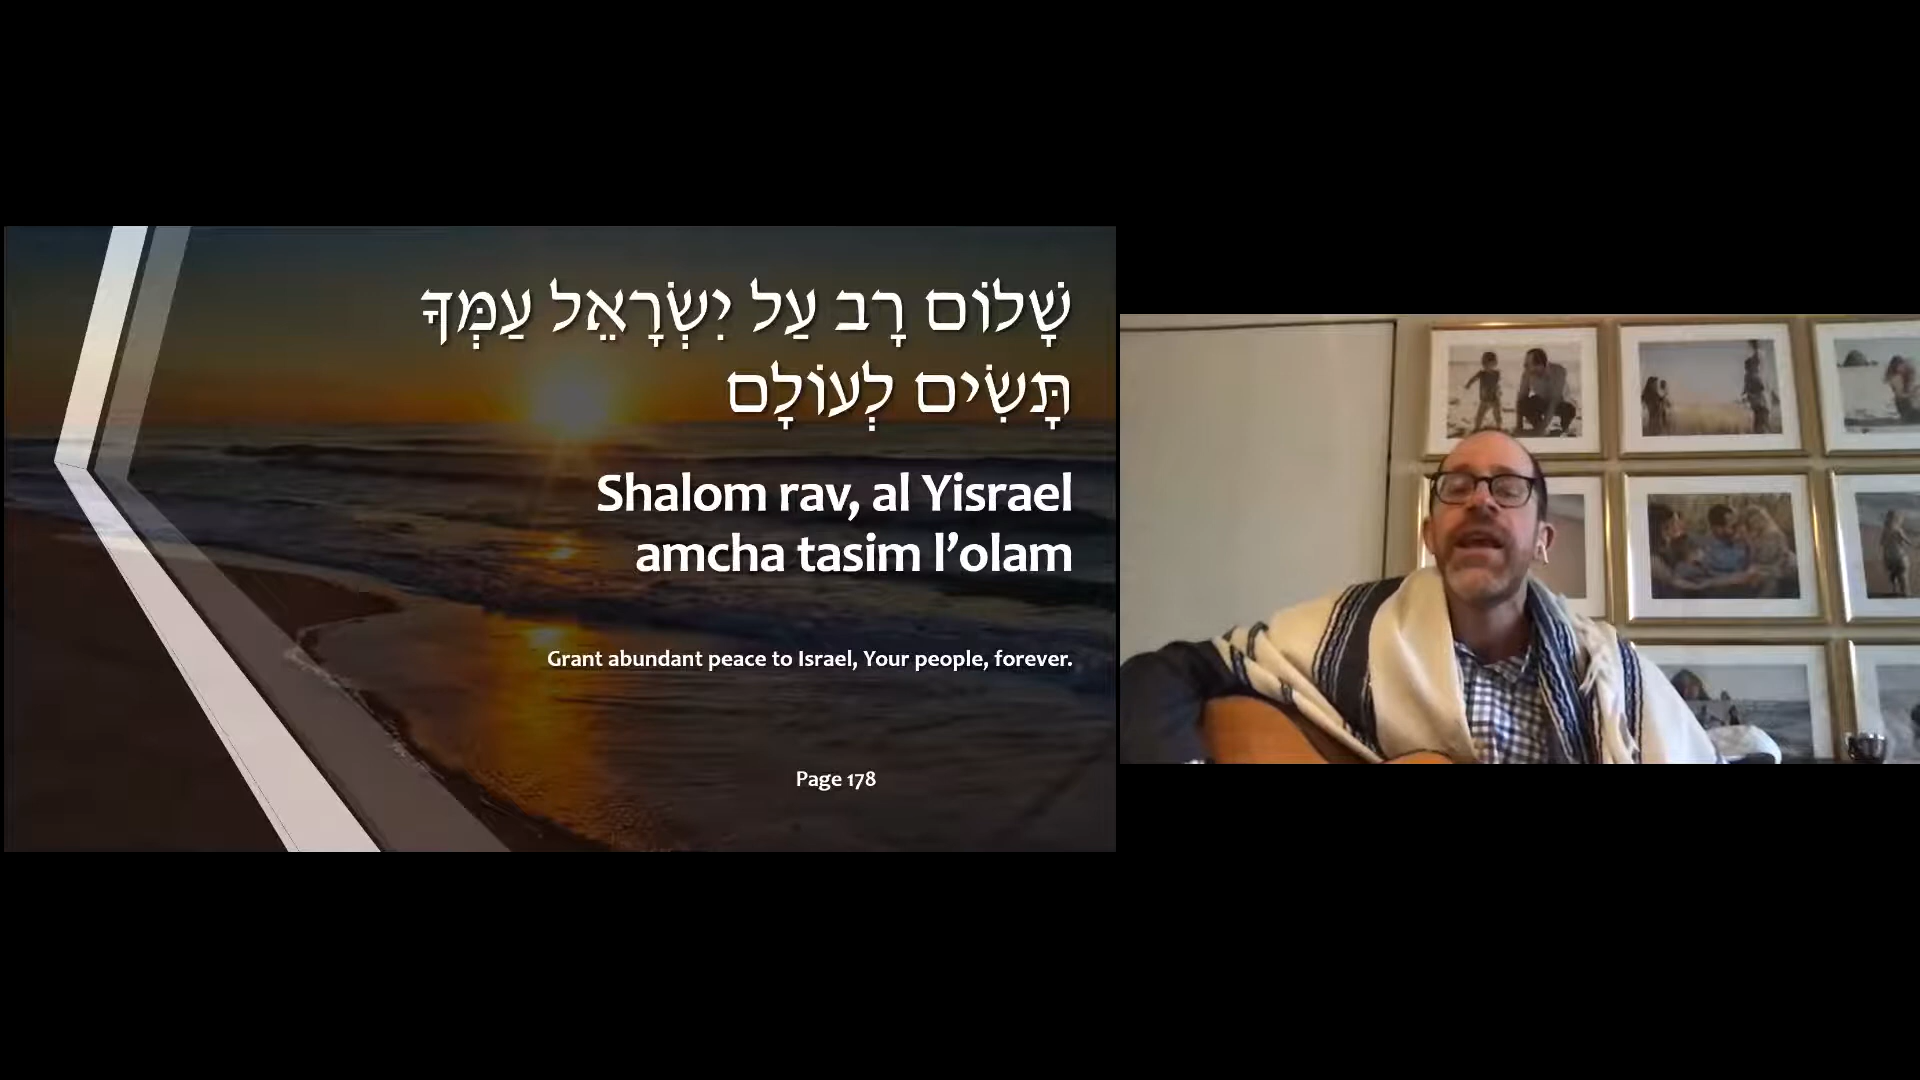 שָׁלוֹם רָב עַל יִשְׂרָאֵל עַמְּךָ
תָּשִׂים לְעוֹלָם
Shalom rav, al Yisrael
amcha tasim l’olam
Grant abundant peace to Israel, Your people, forever.
Page 178